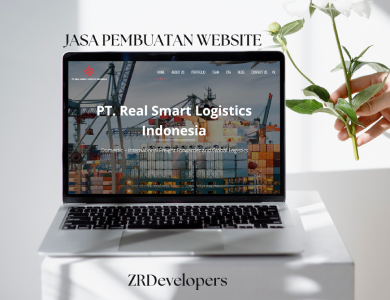 JASA PEMBUATAN WEBSITE
HOME ABOUT US PORTFOLIO TEAM CSR BLOG CONTACT US
PT. Real Smart Logistics
Indonesia
ZRDevelopers